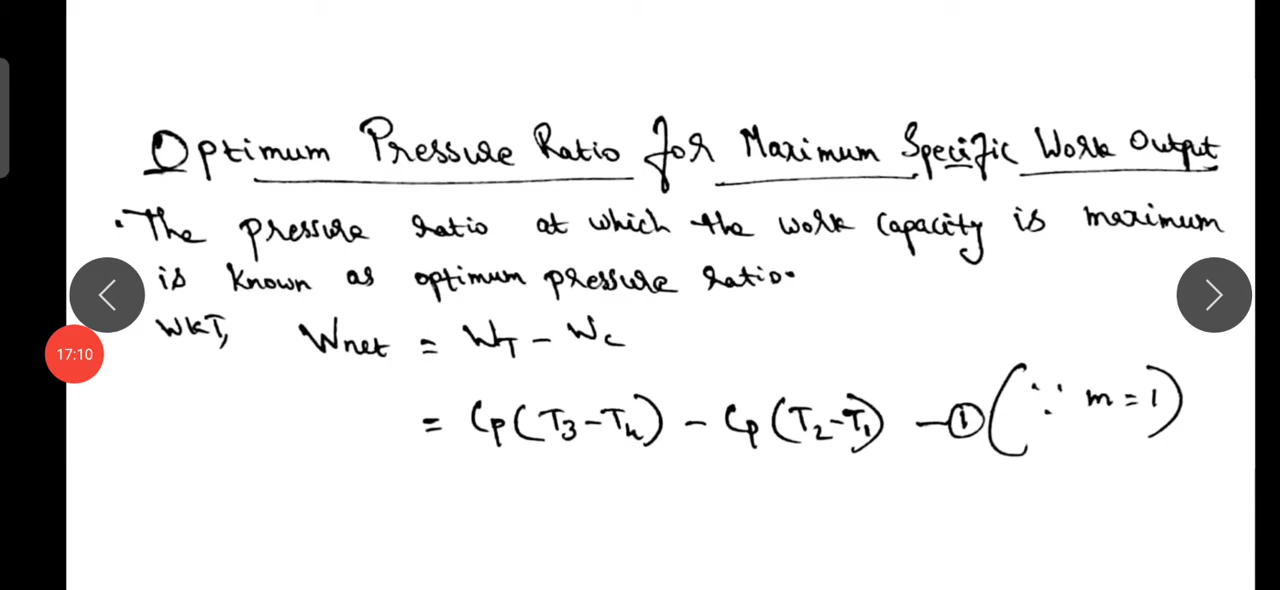 Optimum Pressure Ratio for Maximum Specific Work Output
• The pressure ratio at which the work capacity is maximum
is known as optimum pressure ratio.
WKT, Wnet = WT - Wc
= Cp(T3-T4) - Cp(T2-T1) —① (∵ m = 1)
17:10